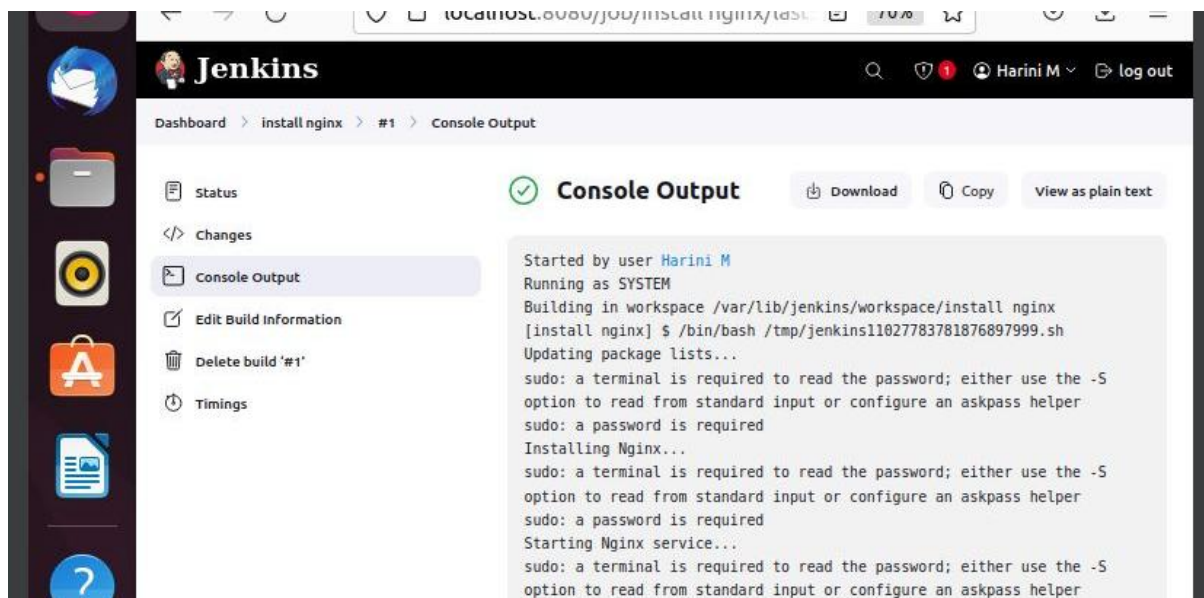 localhost:8080/job/install nginx/last 70%
Jenkins
1 Harini M log out
Dashboard > install nginx > #1 > Console Output
Status
Changes
Console Output
Edit Build Information
Delete build '#1'
Timings
Console Output
Download Copy View as plain text
Started by user Harini M
Running as SYSTEM
Building in workspace /var/lib/jenkins/workspace/install nginx
[install nginx] $ /bin/bash /tmp/jenkins11027783781876897999.sh
Updating package lists...
sudo: a terminal is required to read the password; either use the -S
option to read from standard input or configure an askpass helper
sudo: a password is required
Installing Nginx...
sudo: a terminal is required to read the password; either use the -S
option to read from standard input or configure an askpass helper
sudo: a password is required
Starting Nginx service...
sudo: a terminal is required to read the password; either use the -S
option to read from standard input or configure an askpass helper